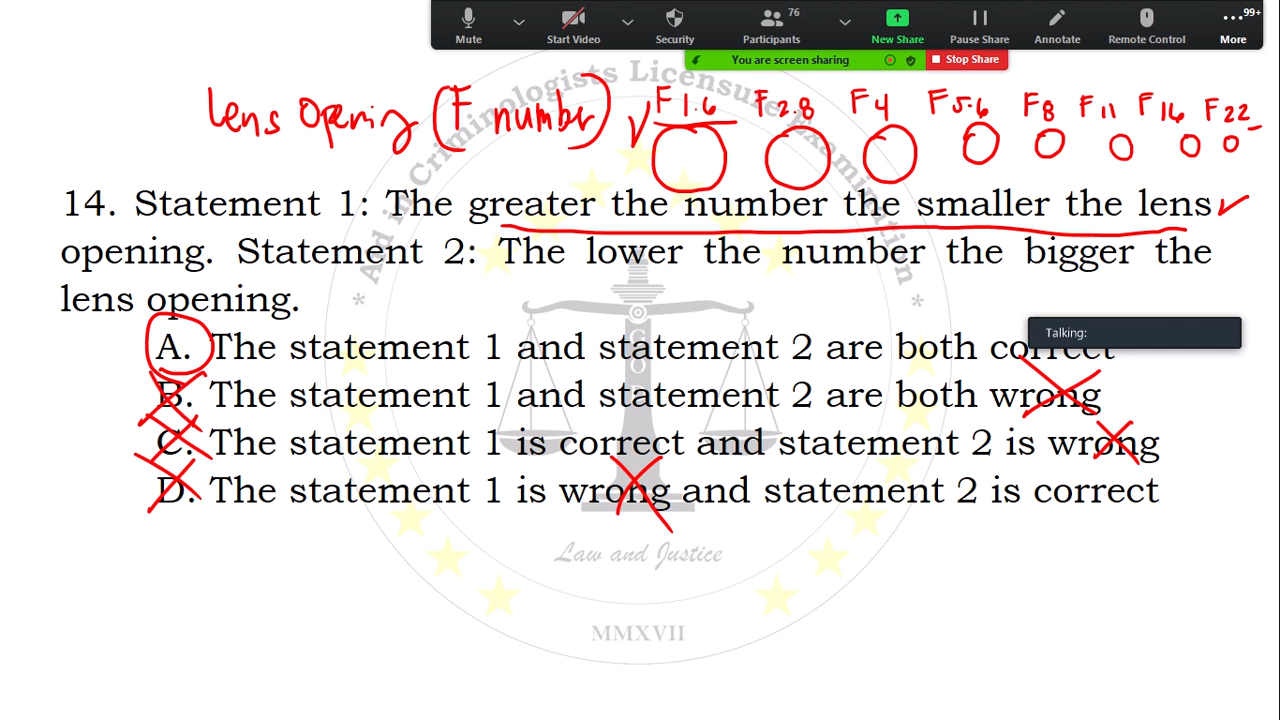 76
99+
Mute
Start Video
Security
Participants
New Share
Pause Share
Annotate
Remote Control
More
You are screen sharing
Stop Share
Lens Opening (F number)
F1.6 F2.8 F4 F5.6 F8 F11 F16 F22
14. Statement 1: The greater the number the smaller the lens
opening. Statement 2: The lower the number the bigger the
lens opening.
Talking:
A. The statement 1 and statement 2 are both correct
B. The statement 1 and statement 2 are both wrong
C. The statement 1 is correct and statement 2 is wrong
D. The statement 1 is wrong and statement 2 is correct
* Aid in Criminologists Licensure Examination *
Law and Justice
MMXVII